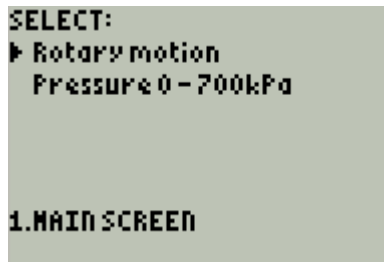 SELECT:
▸ Rotary motion
Pressure 0 - 700kPa
1.MAIN SCREEN